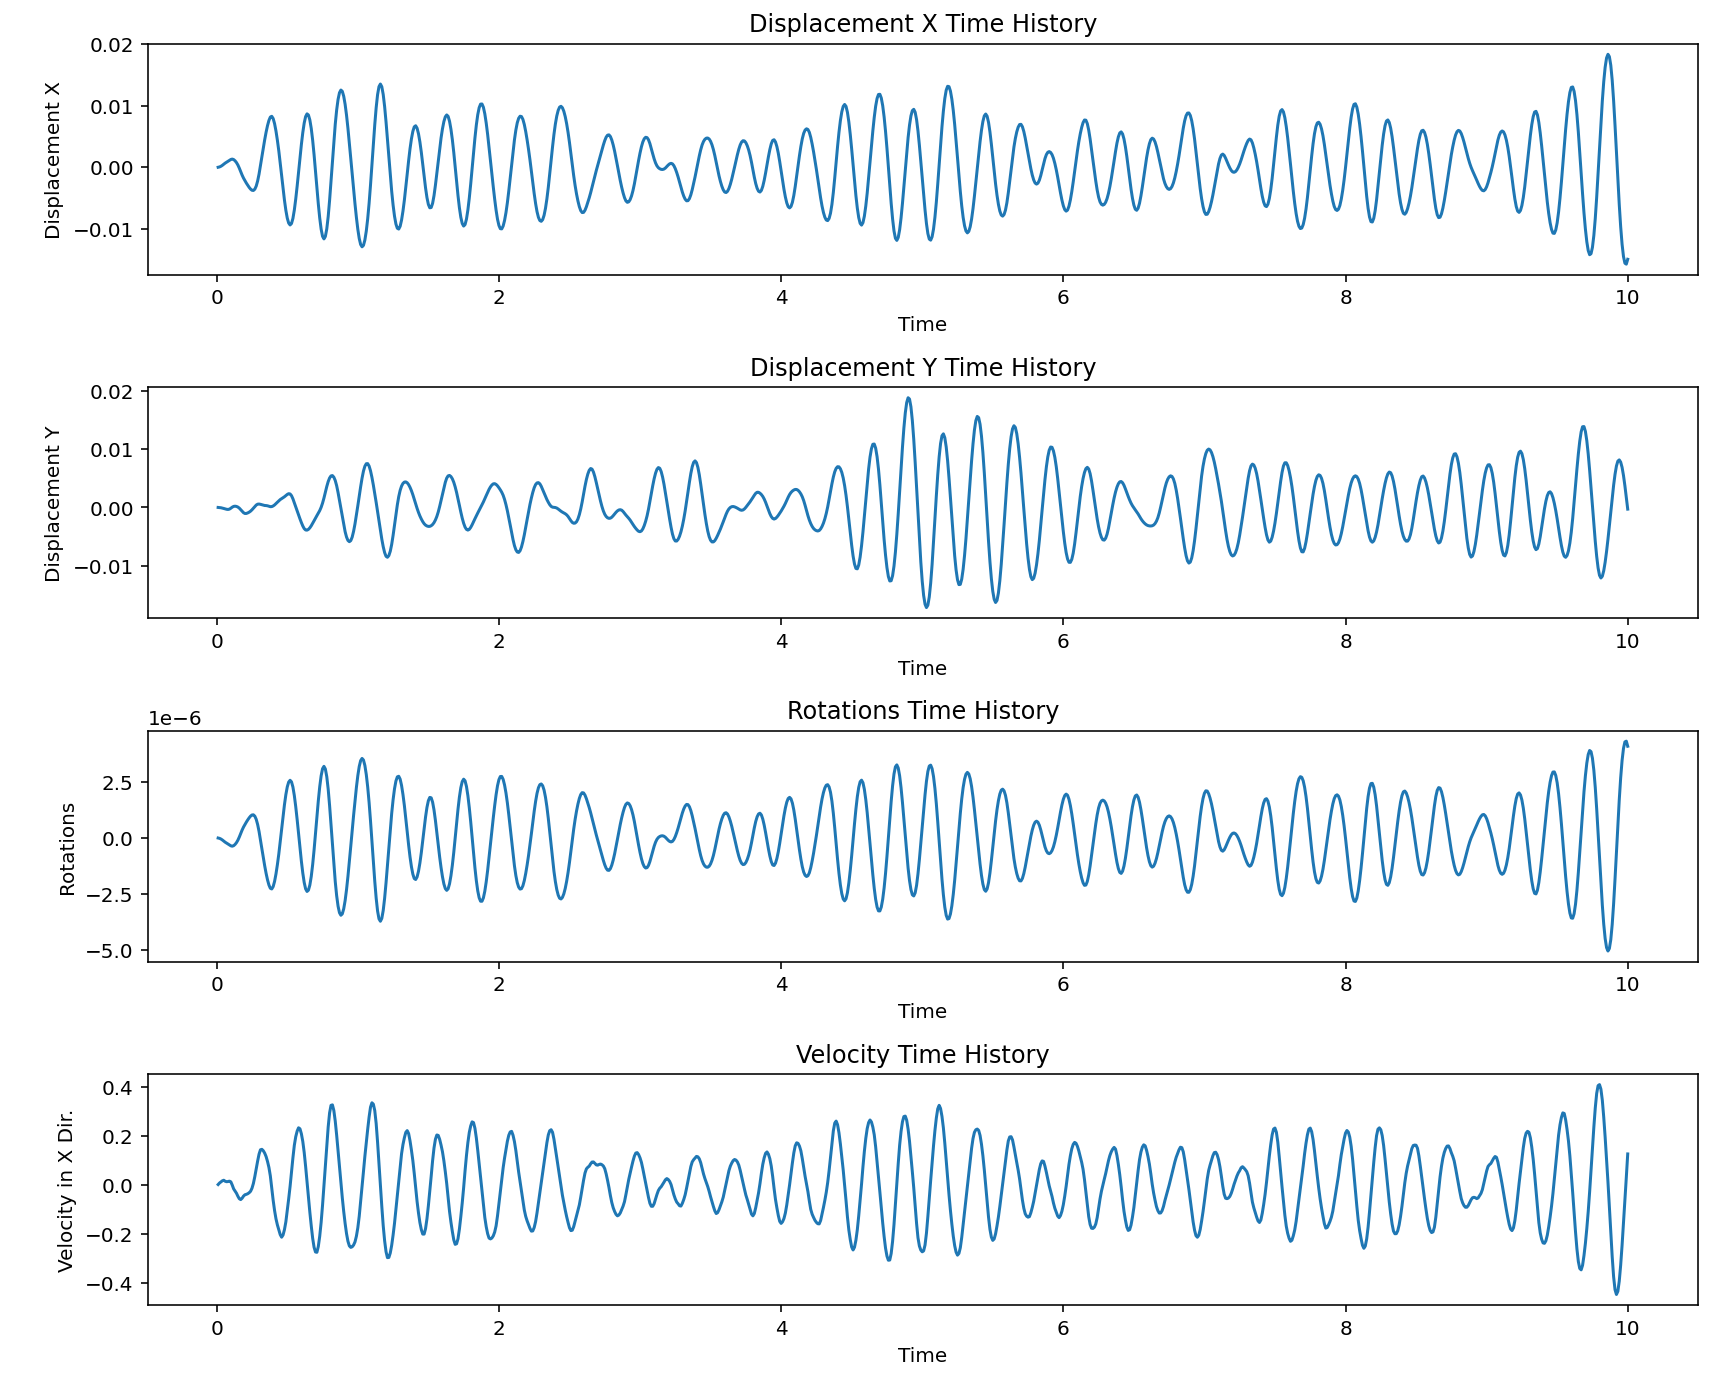 Displacement X Time History
0.02
0.01
0.00
−0.01
Displacement X
0 2 4 6 8 10
Time
Displacement Y Time History
0.02
0.01
0.00
−0.01
Displacement Y
0 2 4 6 8 10
Time
Rotations Time History
1e−6
2.5
0.0
−2.5
−5.0
Rotations
0 2 4 6 8 10
Time
Velocity Time History
0.4
0.2
0.0
−0.2
−0.4
Velocity in X Dir.
0 2 4 6 8 10
Time